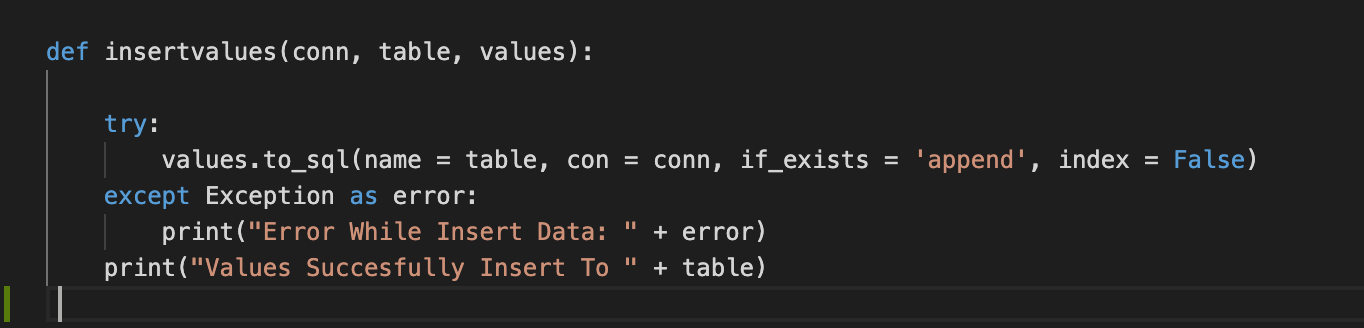 def insertvalues(conn, table, values):
try:
values.to_sql(name = table, con = conn, if_exists = 'append', index = False)
except Exception as error:
print("Error While Insert Data: " + error)
print("Values Succesfully Insert To " + table)